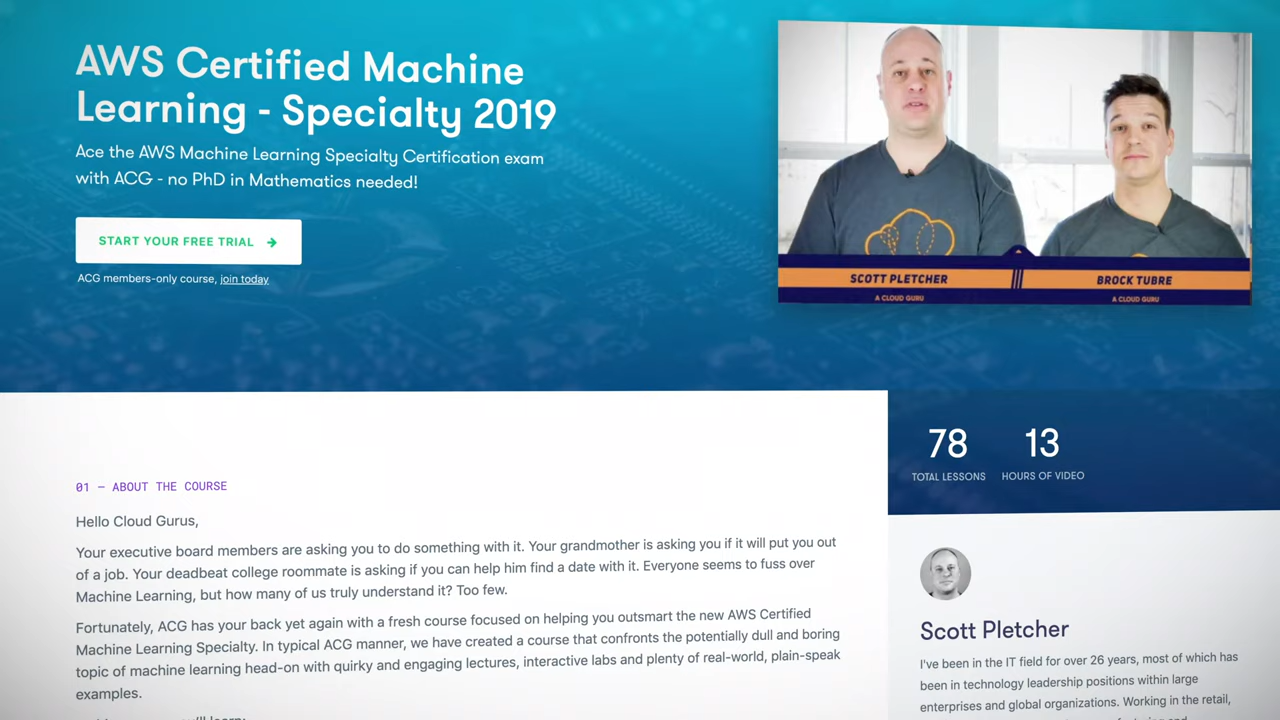 AWS Certified Machine
Learning - Specialty 2019
Ace the AWS Machine Learning Specialty Certification exam
with ACG - no PhD in Mathematics needed!
START YOUR FREE TRIAL →
ACG members-only course, join today
SCOTT PLETCHER
A CLOUD GURU
BROCK TUBRE
A CLOUD GURU
78
TOTAL LESSONS
13
HOURS OF VIDEO
01 — ABOUT THE COURSE
Hello Cloud Gurus,
Your executive board members are asking you to do something with it. Your grandmother is asking you if it will put you out
of a job. Your deadbeat college roommate is asking if you can help him find a date with it. Everyone seems to fuss over
Machine Learning, but how many of us truly understand it? Too few.
Fortunately, ACG has your back yet again with a fresh course focused on helping you outsmart the new AWS Certified
Machine Learning Specialty. In typical ACG manner, we have created a course that confronts the potentially dull and boring
topic of machine learning head-on with quirky and engaging lectures, interactive labs and plenty of real-world, plain-speak
examples.
Scott Pletcher
I've been in the IT field for over 26 years, most of which has
been in technology leadership positions within large
enterprises and global organizations. Working in the retail,